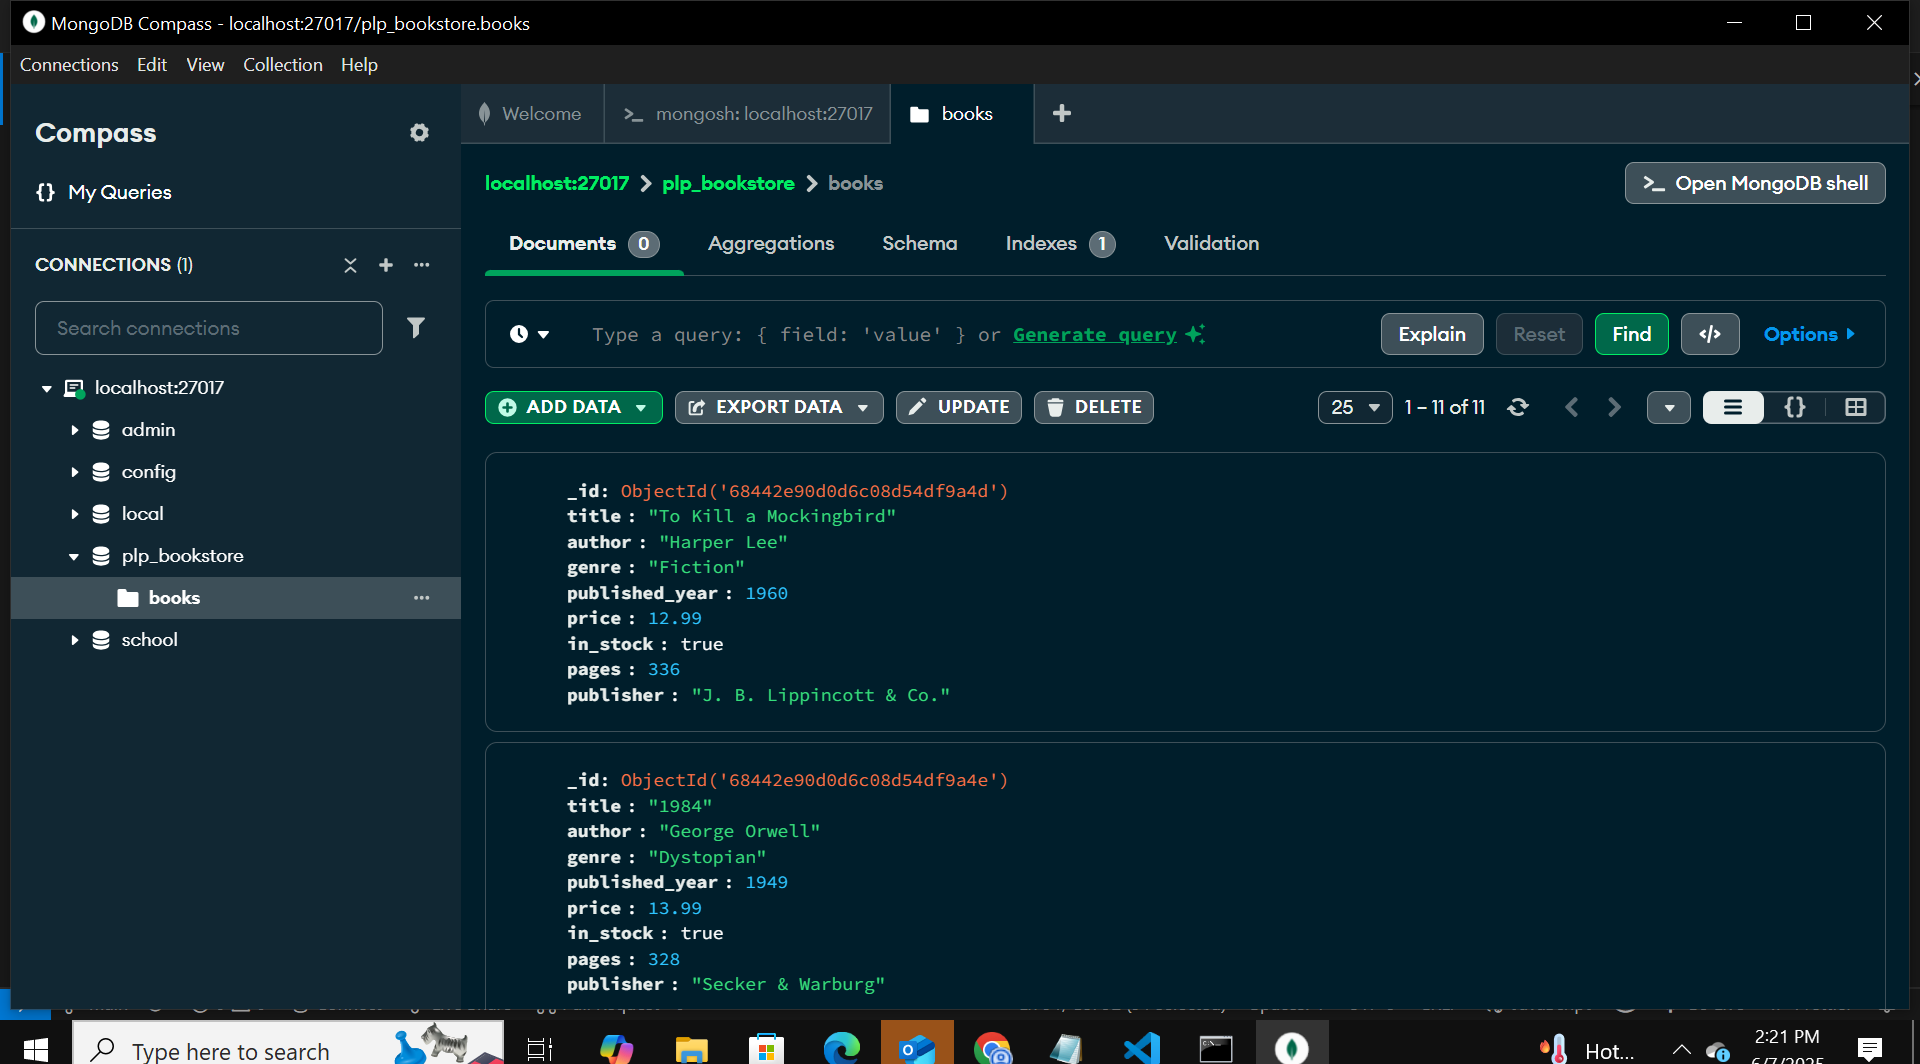 MongoDB Compass - localhost:27017/plp_bookstore.books
Connections Edit View Collection Help
Compass
{} My Queries
CONNECTIONS (1)
Search connections
localhost:27017
admin
config
local
plp_bookstore
books
school
Welcome
>_ mongosh: localhost:27017
books
localhost:27017 > plp_bookstore > books
>_ Open MongoDB shell
Documents 0 Aggregations Schema Indexes 1 Validation
Type a query: { field: 'value' } or Generate query
Explain Reset Find </> Options
ADD DATA EXPORT DATA UPDATE DELETE
25 1 – 11 of 11 {}
_id: ObjectId('68442e90d0d6c08d54df9a4d')
title : "To Kill a Mockingbird"
author : "Harper Lee"
genre : "Fiction"
published_year : 1960
price : 12.99
in_stock : true
pages : 336
publisher : "J. B. Lippincott & Co."
_id: ObjectId('68442e90d0d6c08d54df9a4e')
title : "1984"
author : "George Orwell"
genre : "Dystopian"
published_year : 1949
price : 13.99
in_stock : true
pages : 328
publisher : "Secker & Warburg"
Type here to search
Hot...
2:21 PM
6/7/2025